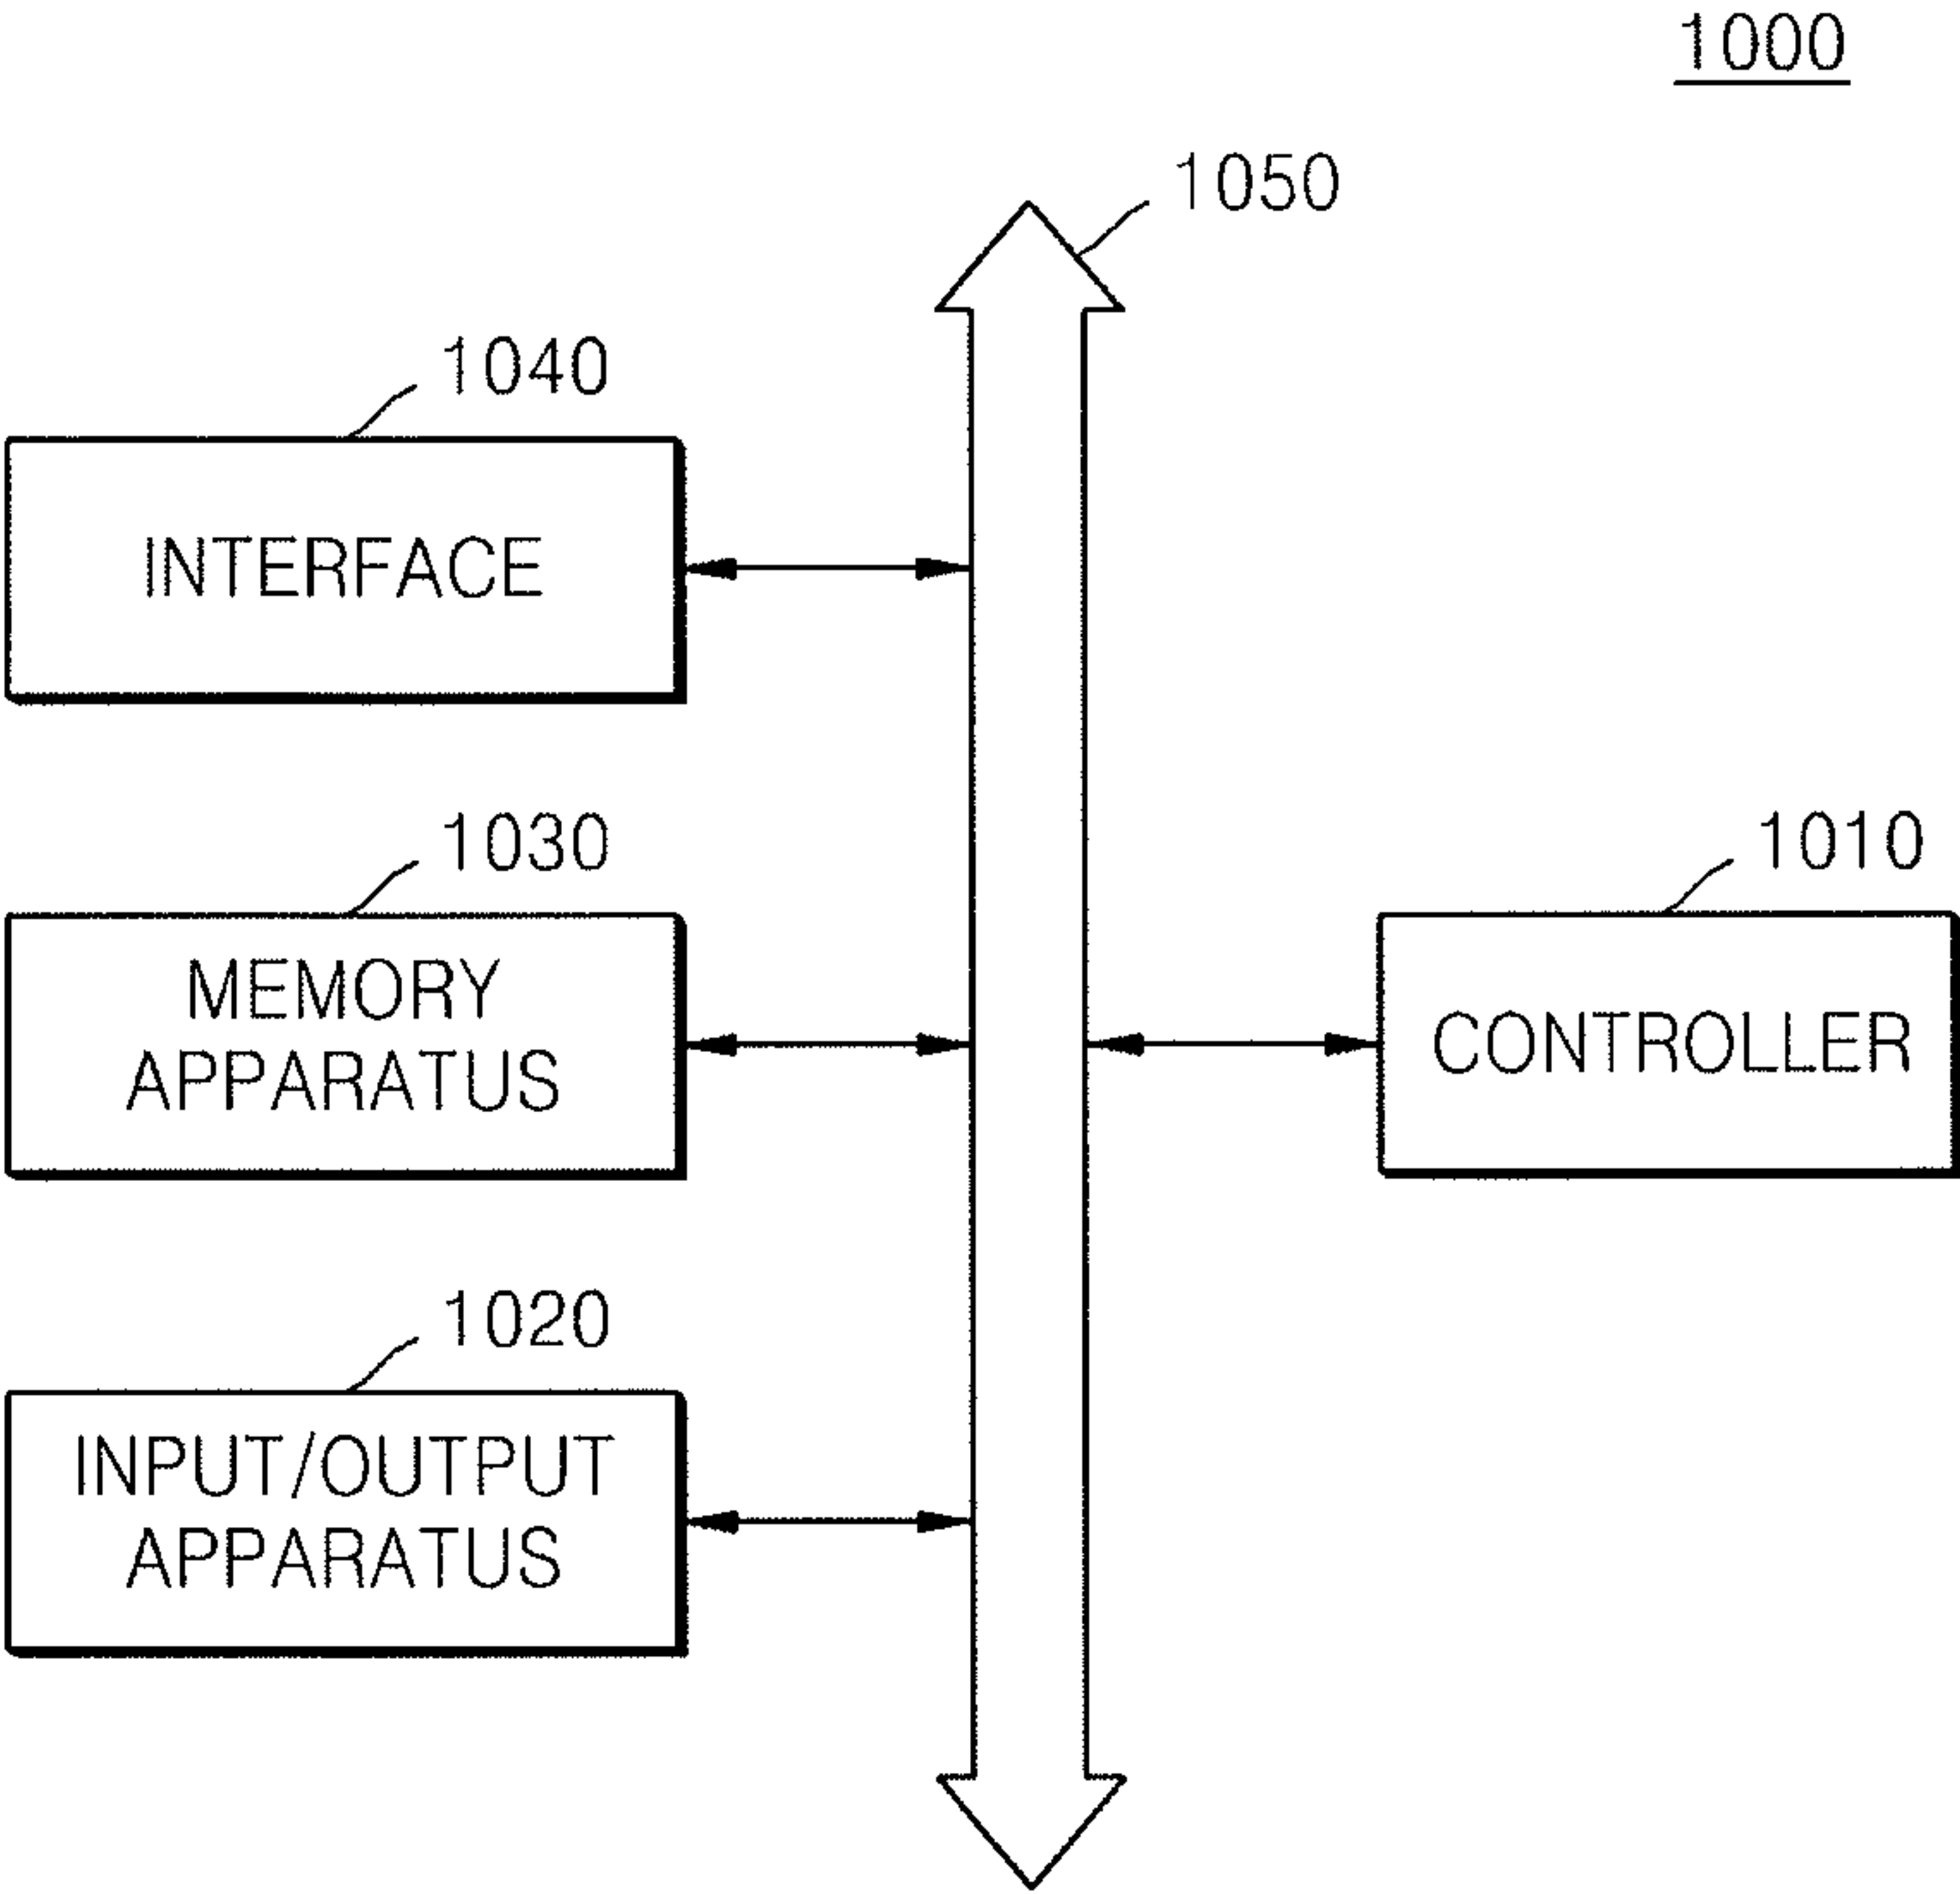 1000
1050
1040
INTERFACE
1030
MEMORY
APPARATUS
1010
CONTROLLER
1020
INPUT/OUTPUT
APPARATUS